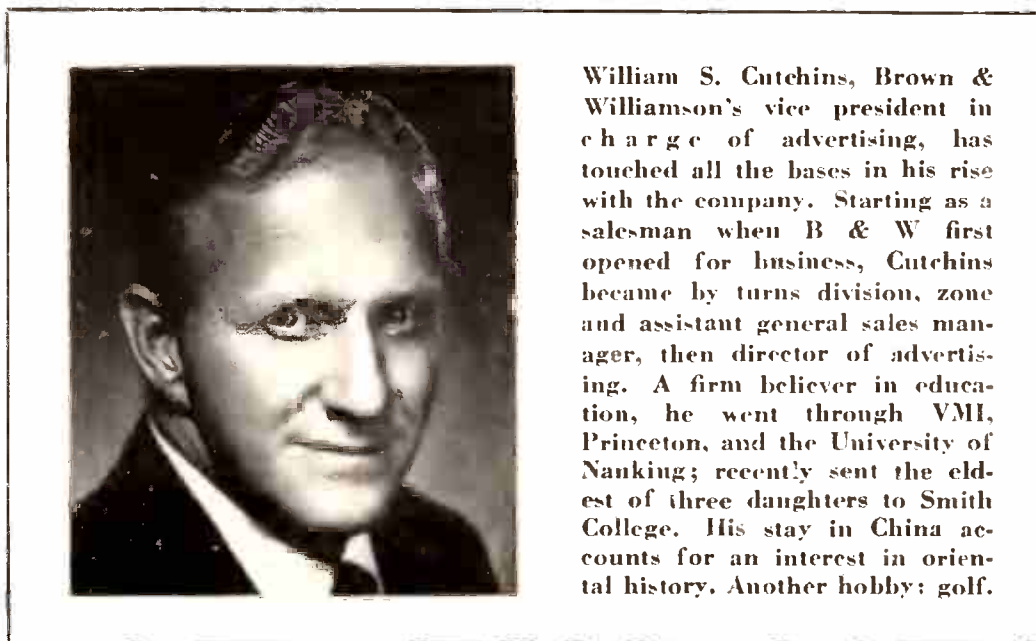 William S. Cutchins, Brown &
Williamson's vice president in
charge of advertising, has
touched all the bases in his rise
with the company. Starting as a
salesman when B & W first
opened for business, Cutchins
became by turns division, zone
and assistant general sales man-
ager, then director of advertis-
ing. A firm believer in educa-
tion, he went through VMI,
Princeton, and the University of
Nanking; recently sent the eld-
est of three daughters to Smith
College. His stay in China ac-
counts for an interest in orien-
tal history. Another hobby: golf.